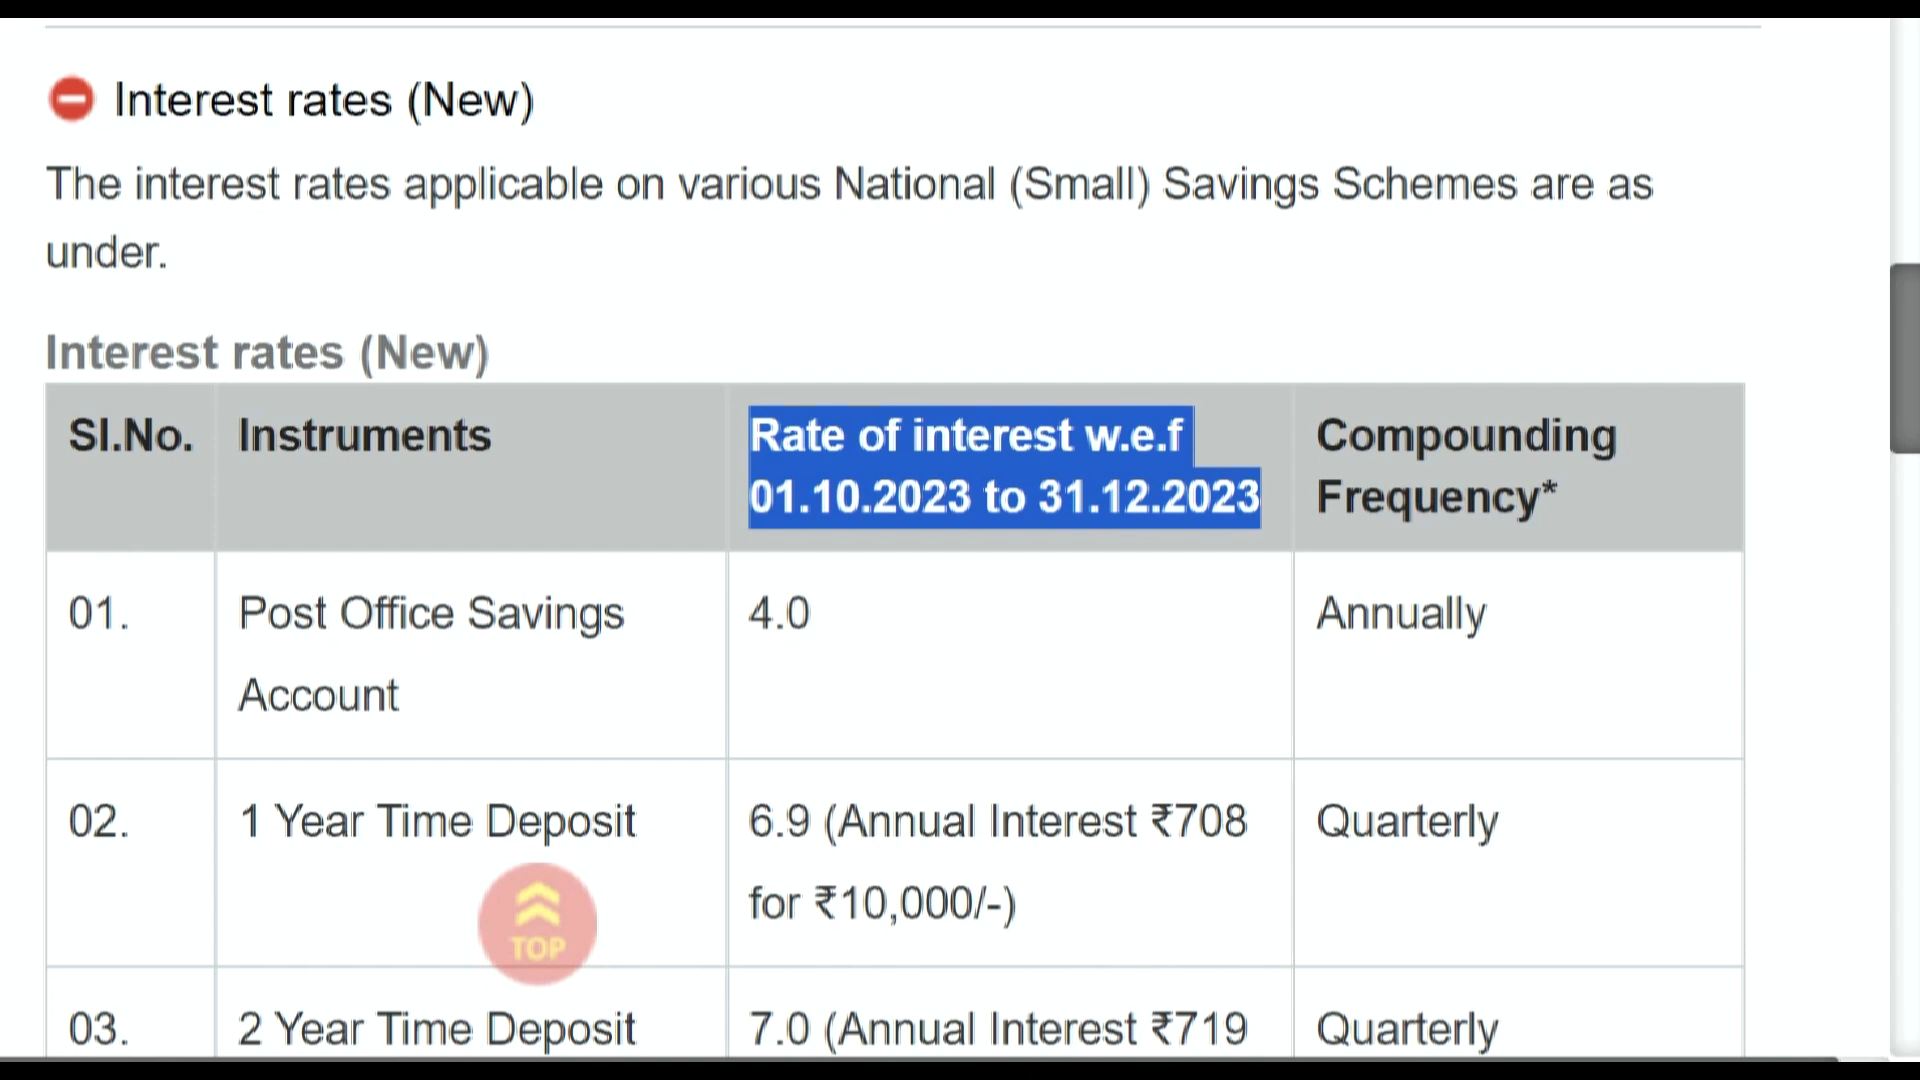 Interest rates (New)
The interest rates applicable on various National (Small) Savings Schemes are as
under.
Interest rates (New)
Sl.No. Instruments Rate of interest w.e.f Compounding
01.10.2023 to 31.12.2023 Frequency*
01. Post Office Savings 4.0 Annually
Account
02. 1 Year Time Deposit 6.9 (Annual Interest ₹708 Quarterly
for ₹10,000/-)
TOP
03. 2 Year Time Deposit 7.0 (Annual Interest ₹719 Quarterly